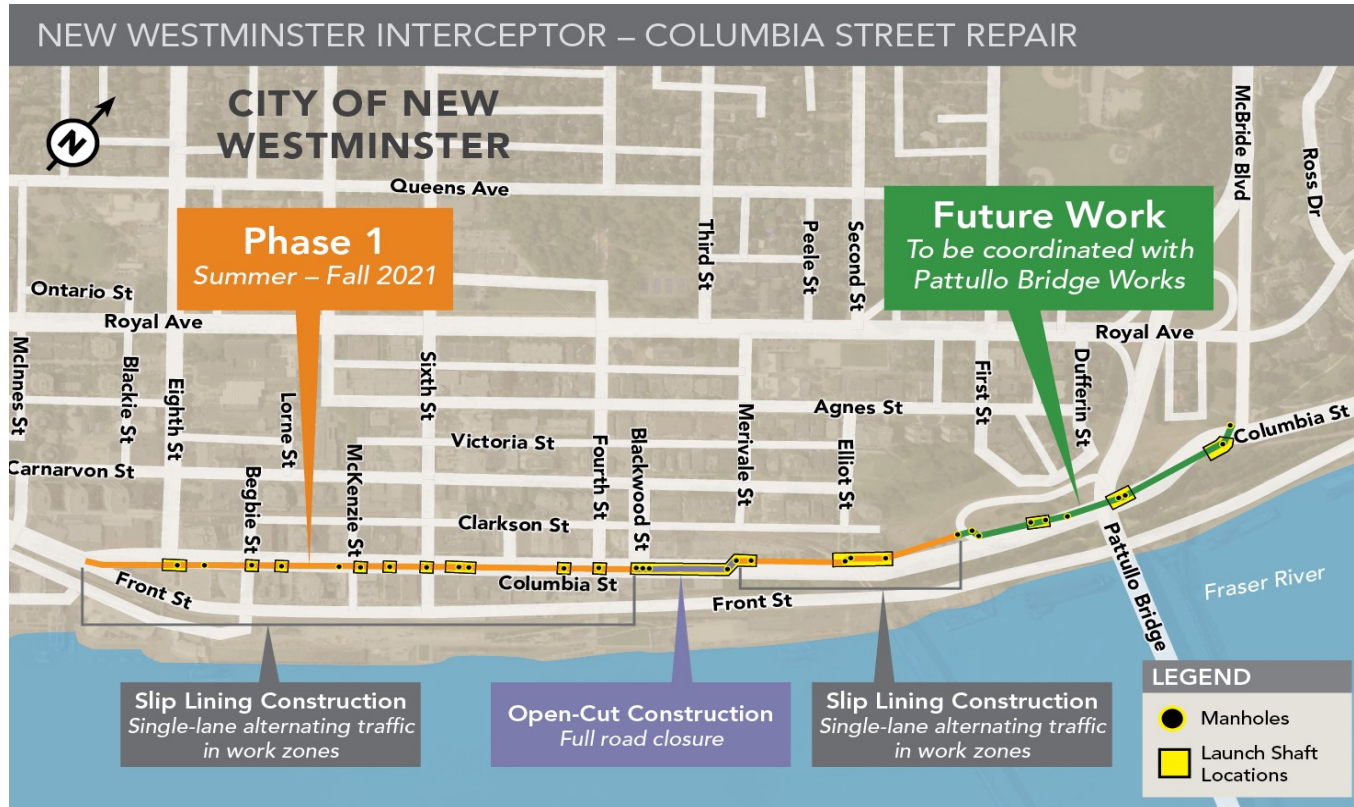 NEW WESTMINSTER INTERCEPTOR – COLUMBIA STREET REPAIR
N
CITY OF NEW
WESTMINSTER
Queens Ave
McBride Blvd
Ross Dr
Phase 1
Summer – Fall 2021
Third St
Peele St
Second St
Future Work
To be coordinated with
Pattullo Bridge Works
Ontario St
Royal Ave
Royal Ave
McInnes St
Blackie St
Eighth St
Lorne St
Sixth St
First St
Dufferin St
Agnes St
Victoria St
Fourth St
Blackwood St
Merivale St
Elliot St
Columbia St
Carnarvon St
Begbie St
McKenzie St
Clarkson St
Front St
Columbia St
Front St
Pattullo Bridge
Fraser River
Slip Lining Construction
Single-lane alternating traffic
in work zones
Open-Cut Construction
Full road closure
Slip Lining Construction
Single-lane alternating traffic
in work zones
LEGEND
Manholes
Launch Shaft
Locations